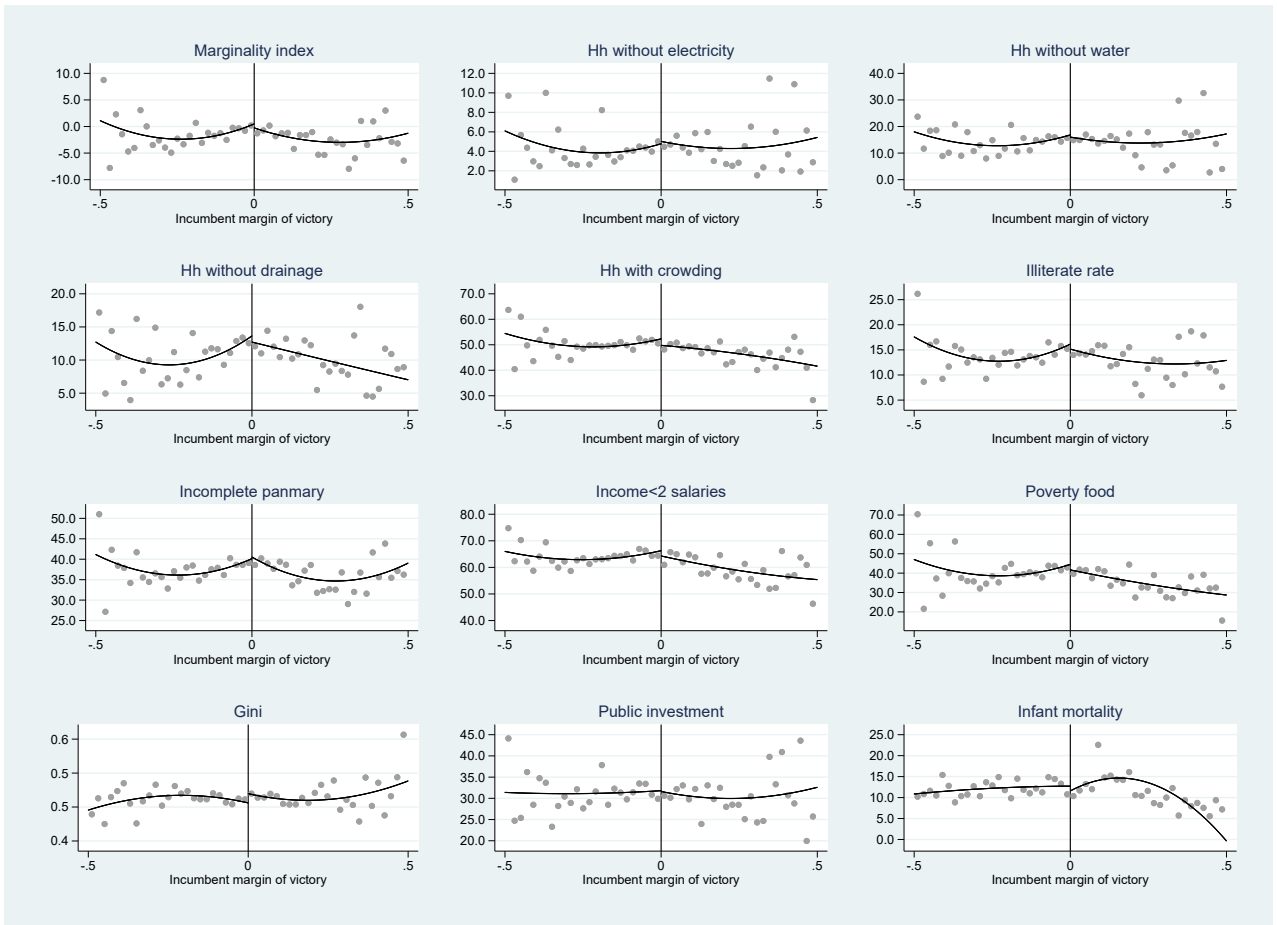 Marginality index
10.0
5.0
0.0
-5.0
-10.0
-.5 0 .5
Incumbent margin of victory
Hh without electricity
12.0
10.0
8.0
6.0
4.0
2.0
-.5 0 .5
Incumbent margin of victory
Hh without water
40.0
30.0
20.0
10.0
0.0
-.5 0 .5
Incumbent margin of victory
Hh without drainage
20.0
15.0
10.0
5.0
-.5 0 .5
Incumbent margin of victory
Hh with crowding
70.0
60.0
50.0
40.0
30.0
-.5 0 .5
Incumbent margin of victory
Illiterate rate
25.0
20.0
15.0
10.0
5.0
-.5 0 .5
Incumbent margin of victory
Incomplete panmary
50.0
45.0
40.0
35.0
30.0
25.0
-.5 0 .5
Incumbent margin of victory
Income<2 salaries
80.0
70.0
60.0
50.0
40.0
-.5 0 .5
Incumbent margin of victory
Poverty food
70.0
60.0
50.0
40.0
30.0
20.0
-.5 0 .5
Incumbent margin of victory
Gini
0.6
0.5
0.5
0.4
-.5 0 .5
Incumbent margin of victory
Public investment
45.0
40.0
35.0
30.0
25.0
20.0
-.5 0 .5
Incumbent margin of victory
Infant mortality
25.0
20.0
15.0
10.0
5.0
0.0
-.5 0 .5
Incumbent margin of victory